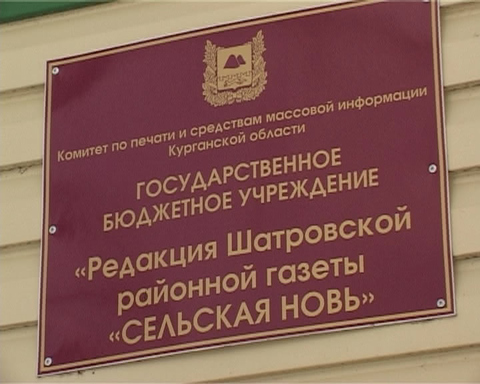 Комитет по печати и средствам массовой информации
Курганской области
ГОСУДАРСТВЕННОЕ
БЮДЖЕТНОЕ УЧРЕЖДЕНИЕ
«Редакция Шатровской
районной газеты
«СЕЛЬСКАЯ НОВЬ»